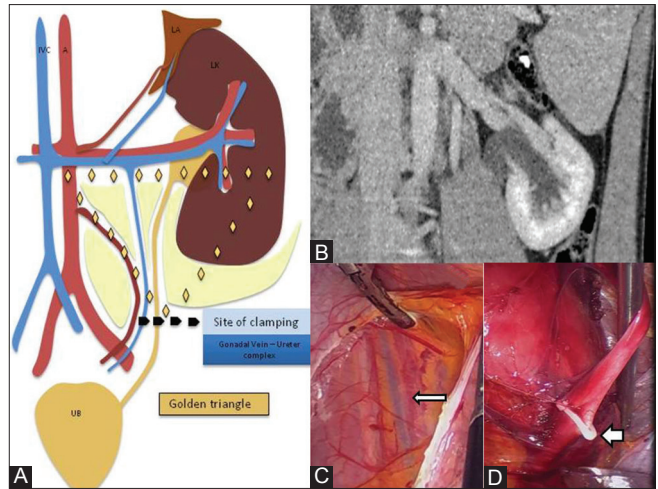 LA
IVC
A
LK
Site of clamping
Gonadal Vein – Ureter
complex
UB
Golden triangle
A
B
C
D